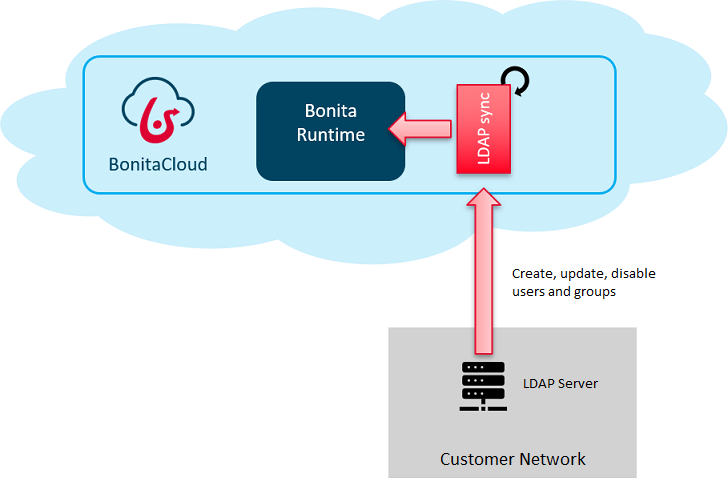 Bonita
Runtime
LDAP sync
BonitaCloud
Create, update, disable
users and groups
LDAP Server
Customer Network